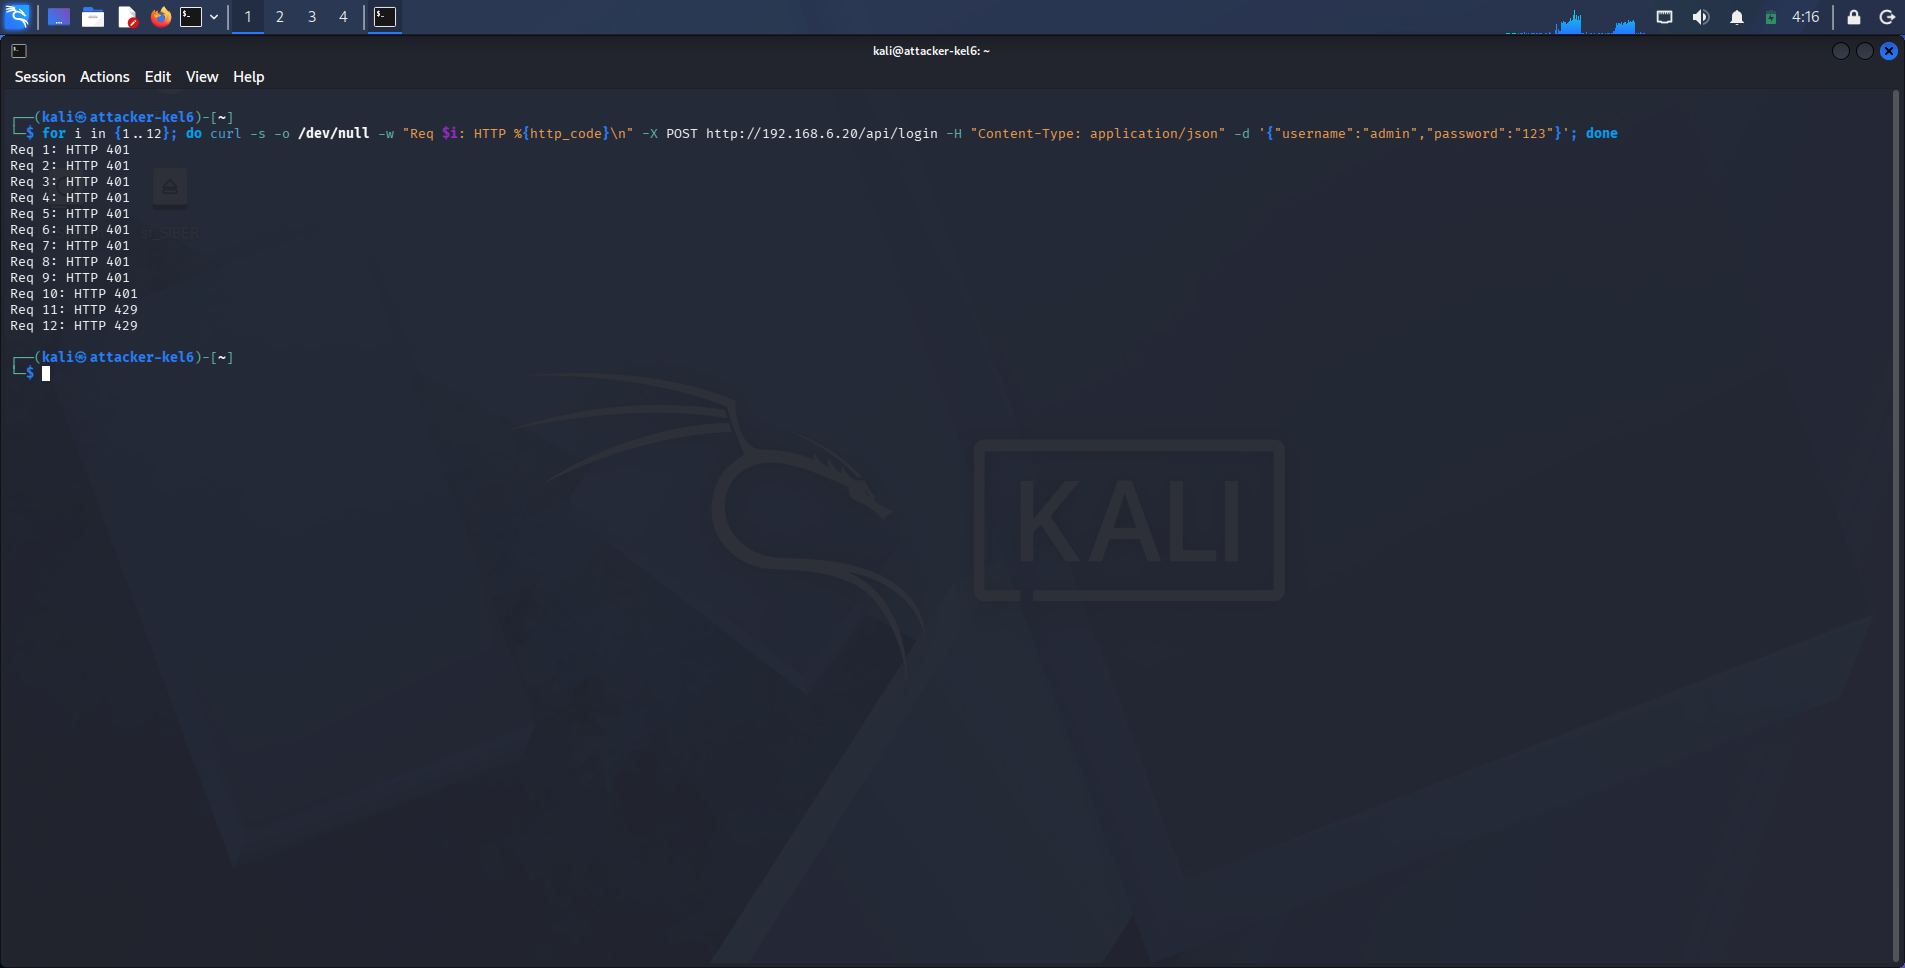 1 2 3 4 4:16
kali@attacker-kel6: ~
Session Actions Edit View Help
┌──(kali㉿attacker-kel6)-[~]
└─$ for i in {1..12}; do curl -s -o /dev/null -w "Req $i: HTTP %{http_code}\n" -X POST http://192.168.6.20/api/login -H "Content-Type: application/json" -d '{"username":"admin","password":"123"}'; done
Req 1: HTTP 401
Req 2: HTTP 401
Req 3: HTTP 401
Req 4: HTTP 401
Req 5: HTTP 401
Req 6: HTTP 401
Req 7: HTTP 401
Req 8: HTTP 401
Req 9: HTTP 401
Req 10: HTTP 401
Req 11: HTTP 429
Req 12: HTTP 429
┌──(kali㉿attacker-kel6)-[~]
└─$
KALI